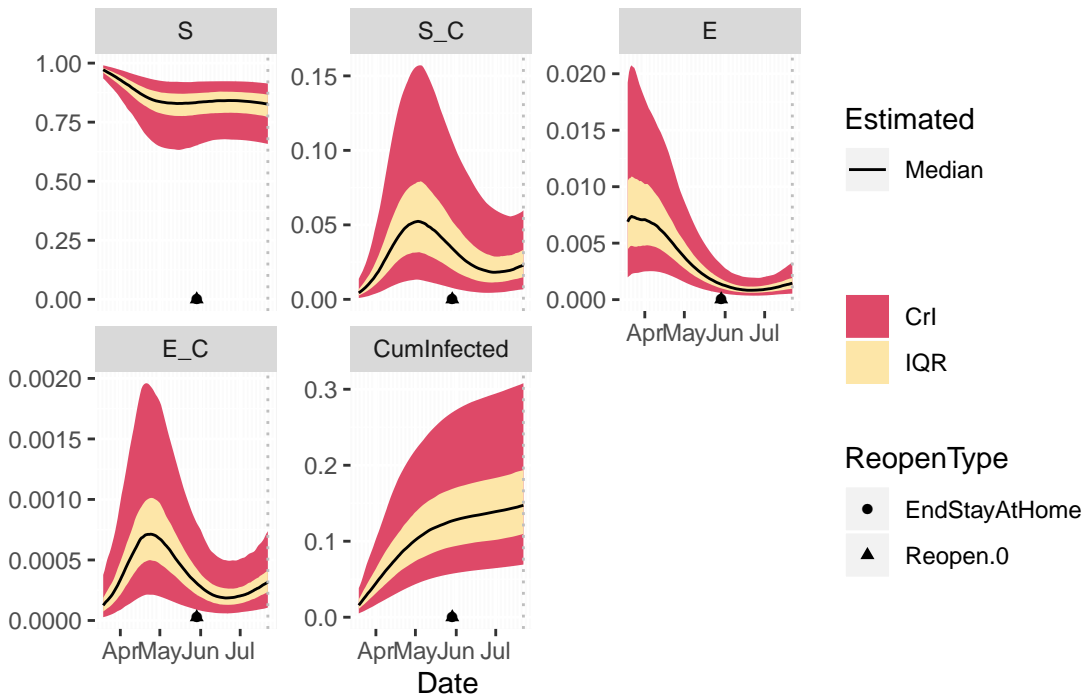 S
S_C
E
1.00
0.75
0.50
0.25
0.00
0.15
0.10
0.05
0.00
0.020
0.015
0.010
0.005
0.000
Apr May Jun Jul
E_C
CumInfected
0.0020
0.0015
0.0010
0.0005
0.0000
Apr May Jun Jul
0.3
0.2
0.1
0.0
Apr May Jun Jul
Date
Estimated
Median
CrI
IQR
ReopenType
EndStayAtHome
Reopen.0